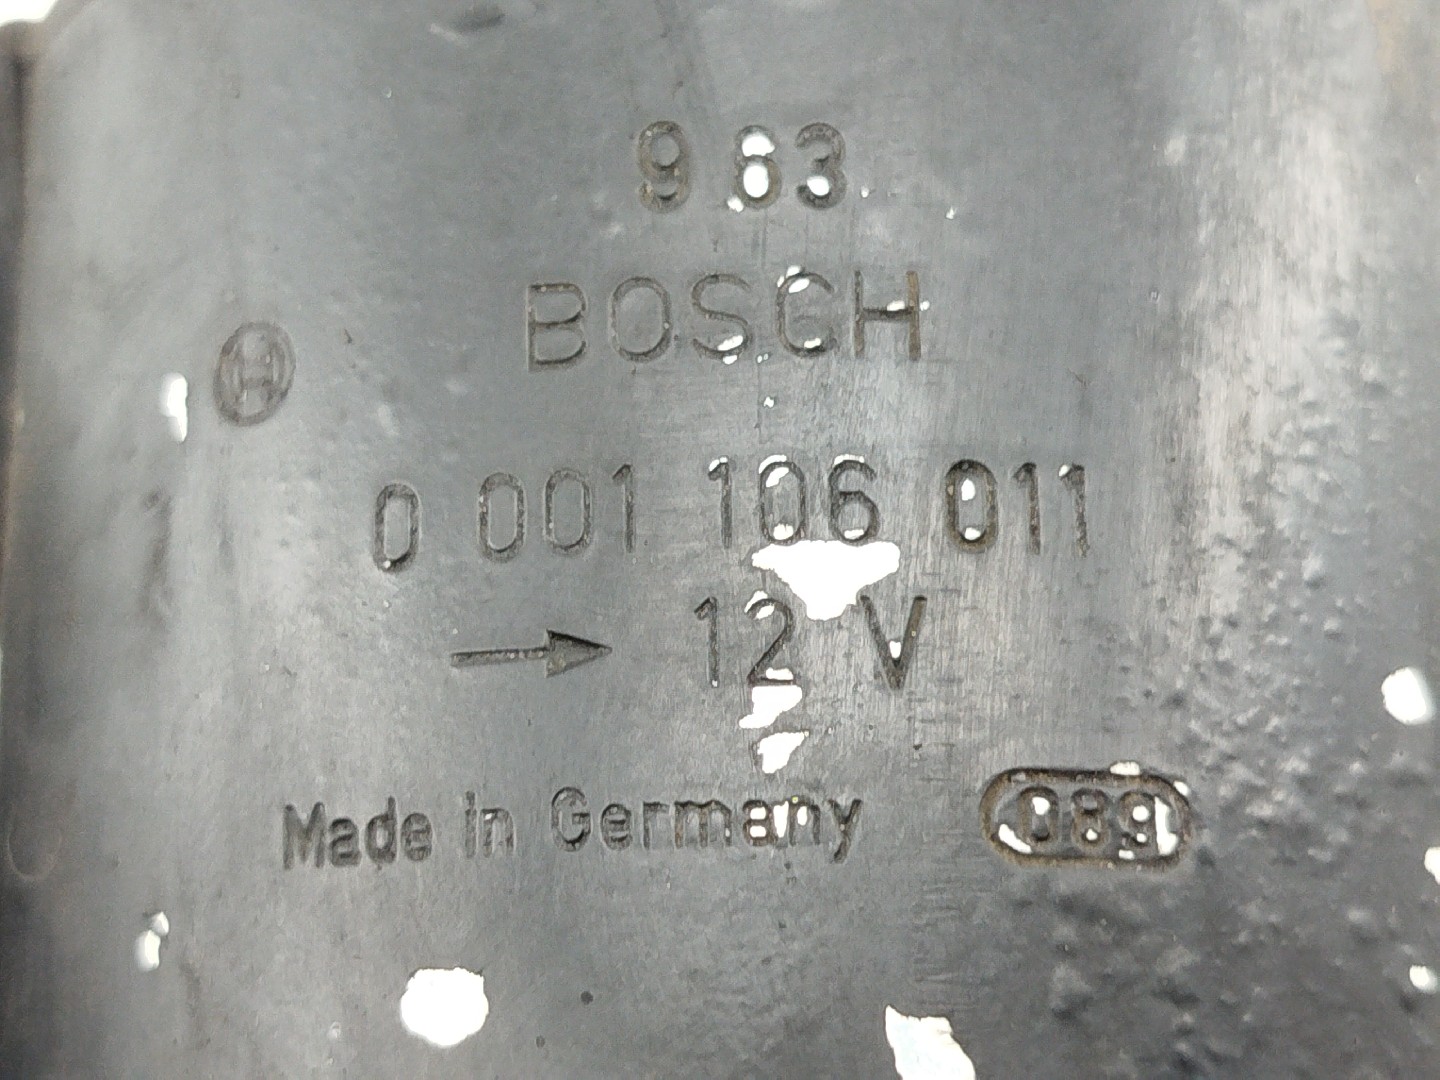 963
BOSCH
0 001 106 011
12 V
Made in Germany 089